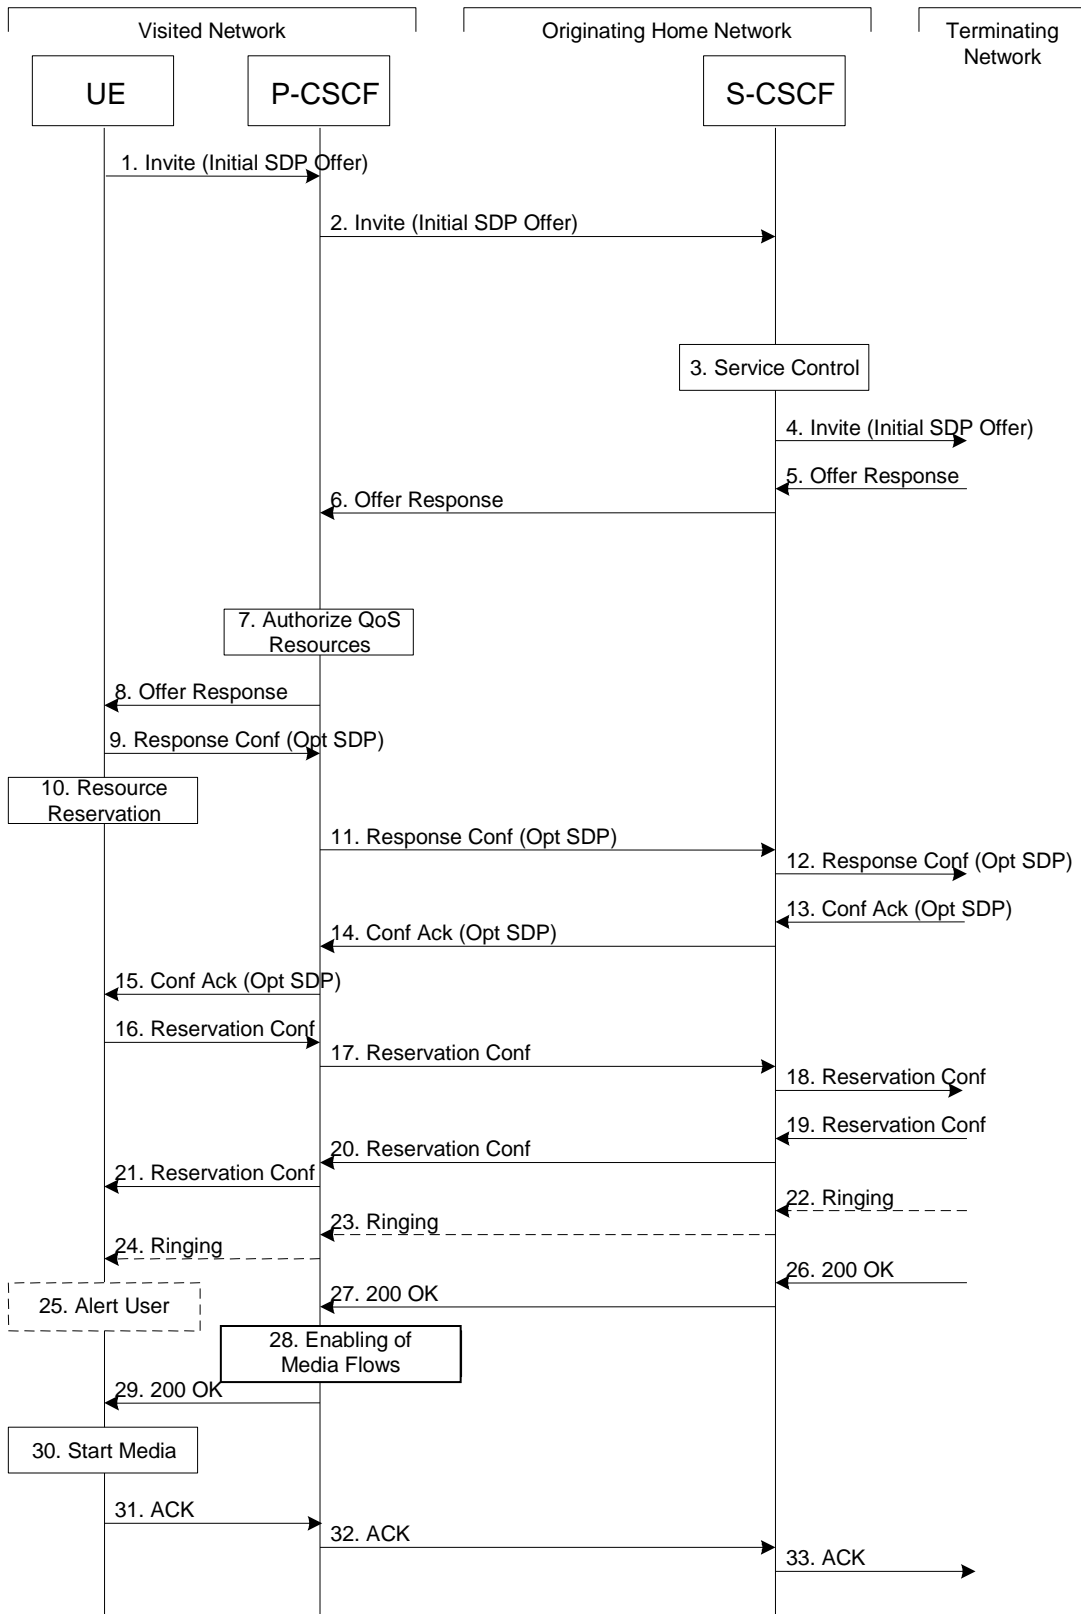 Visited Network
Originating Home Network
Terminating
Network
UE
P-CSCF
S-CSCF
1. Invite (Initial SDP Offer)
2. Invite (Initial SDP Offer)
3. Service Control
4. Invite (Initial SDP Offer)
5. Offer Response
6. Offer Response
7. Authorize QoS
Resources
8. Offer Response
9. Response Conf (Opt SDP)
10. Resource
Reservation
11. Response Conf (Opt SDP)
12. Response Conf (Opt SDP)
13. Conf Ack (Opt SDP)
14. Conf Ack (Opt SDP)
15. Conf Ack (Opt SDP)
16. Reservation Conf
17. Reservation Conf
18. Reservation Conf
19. Reservation Conf
20. Reservation Conf
21. Reservation Conf
22. Ringing
23. Ringing
24. Ringing
25. Alert User
26. 200 OK
27. 200 OK
28. Enabling of
Media Flows
29. 200 OK
30. Start Media
31. ACK
32. ACK
33. ACK